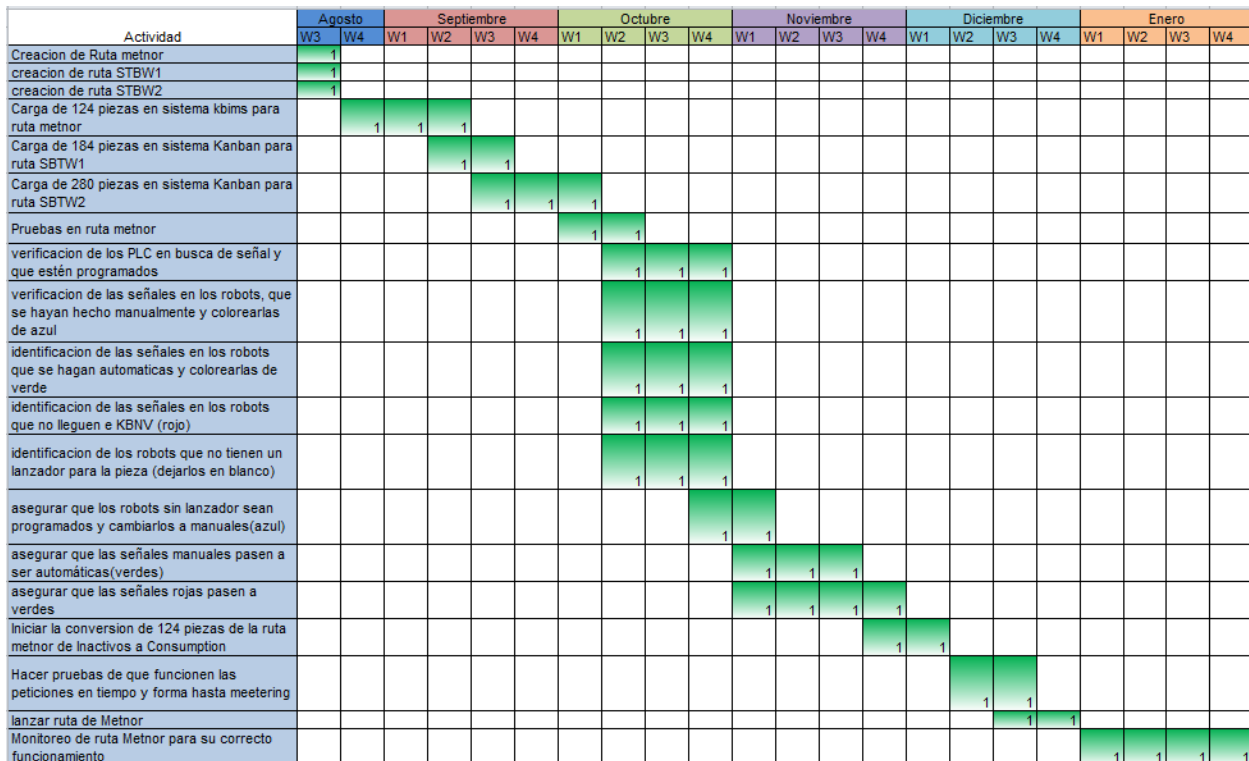 Agosto Septiembre Octubre Noviembre Diciembre Enero
Actividad W3 W4 W1 W2 W3 W4 W1 W2 W3 W4 W1 W2 W3 W4 W1 W2 W3 W4 W1 W2 W3 W4
Creacion de Ruta metnor 1
creacion de ruta STBW1 1
creacion de ruta STBW2 1
Carga de 124 piezas en sistema kbims para
ruta metnor 1 1 1
Carga de 184 piezas en sistema Kanban para
ruta SBTW1 1 1
Carga de 280 piezas en sistema Kanban para
ruta SBTW2 1 1 1
Pruebas en ruta metnor 1 1
verificacion de los PLC en busca de señal y
que estén programados 1 1 1
verificacion de las señales en los robots, que
se hayan hecho manualmente y colorearlas
de azul 1 1 1
identificacion de las señales en los robots
que se hagan automaticas y colorearlas de
verde 1 1 1
identificacion de las señales en los robots
que no lleguen e KBNV (rojo) 1 1 1
identificacion de los robots que no tienen un
lanzador para la pieza (dejarlos en blanco) 1 1 1
asegurar que los robots sin lanzador sean
programados y cambiarlos a manuales(azul) 1 1
asegurar que las señales manuales pasen a
ser automáticas(verdes) 1 1 1
asegurar que las señales rojas pasen a
verdes 1 1 1 1
Iniciar la conversion de 124 piezas de la ruta
metnor de Inactivos a Consumption 1 1
Hacer pruebas de que funcionen las
peticiones en tiempo y forma hasta meetering 1 1
lanzar ruta de Metnor 1 1
Monitoreo de ruta Metnor para su correcto
funcionamiento 1 1 1 1